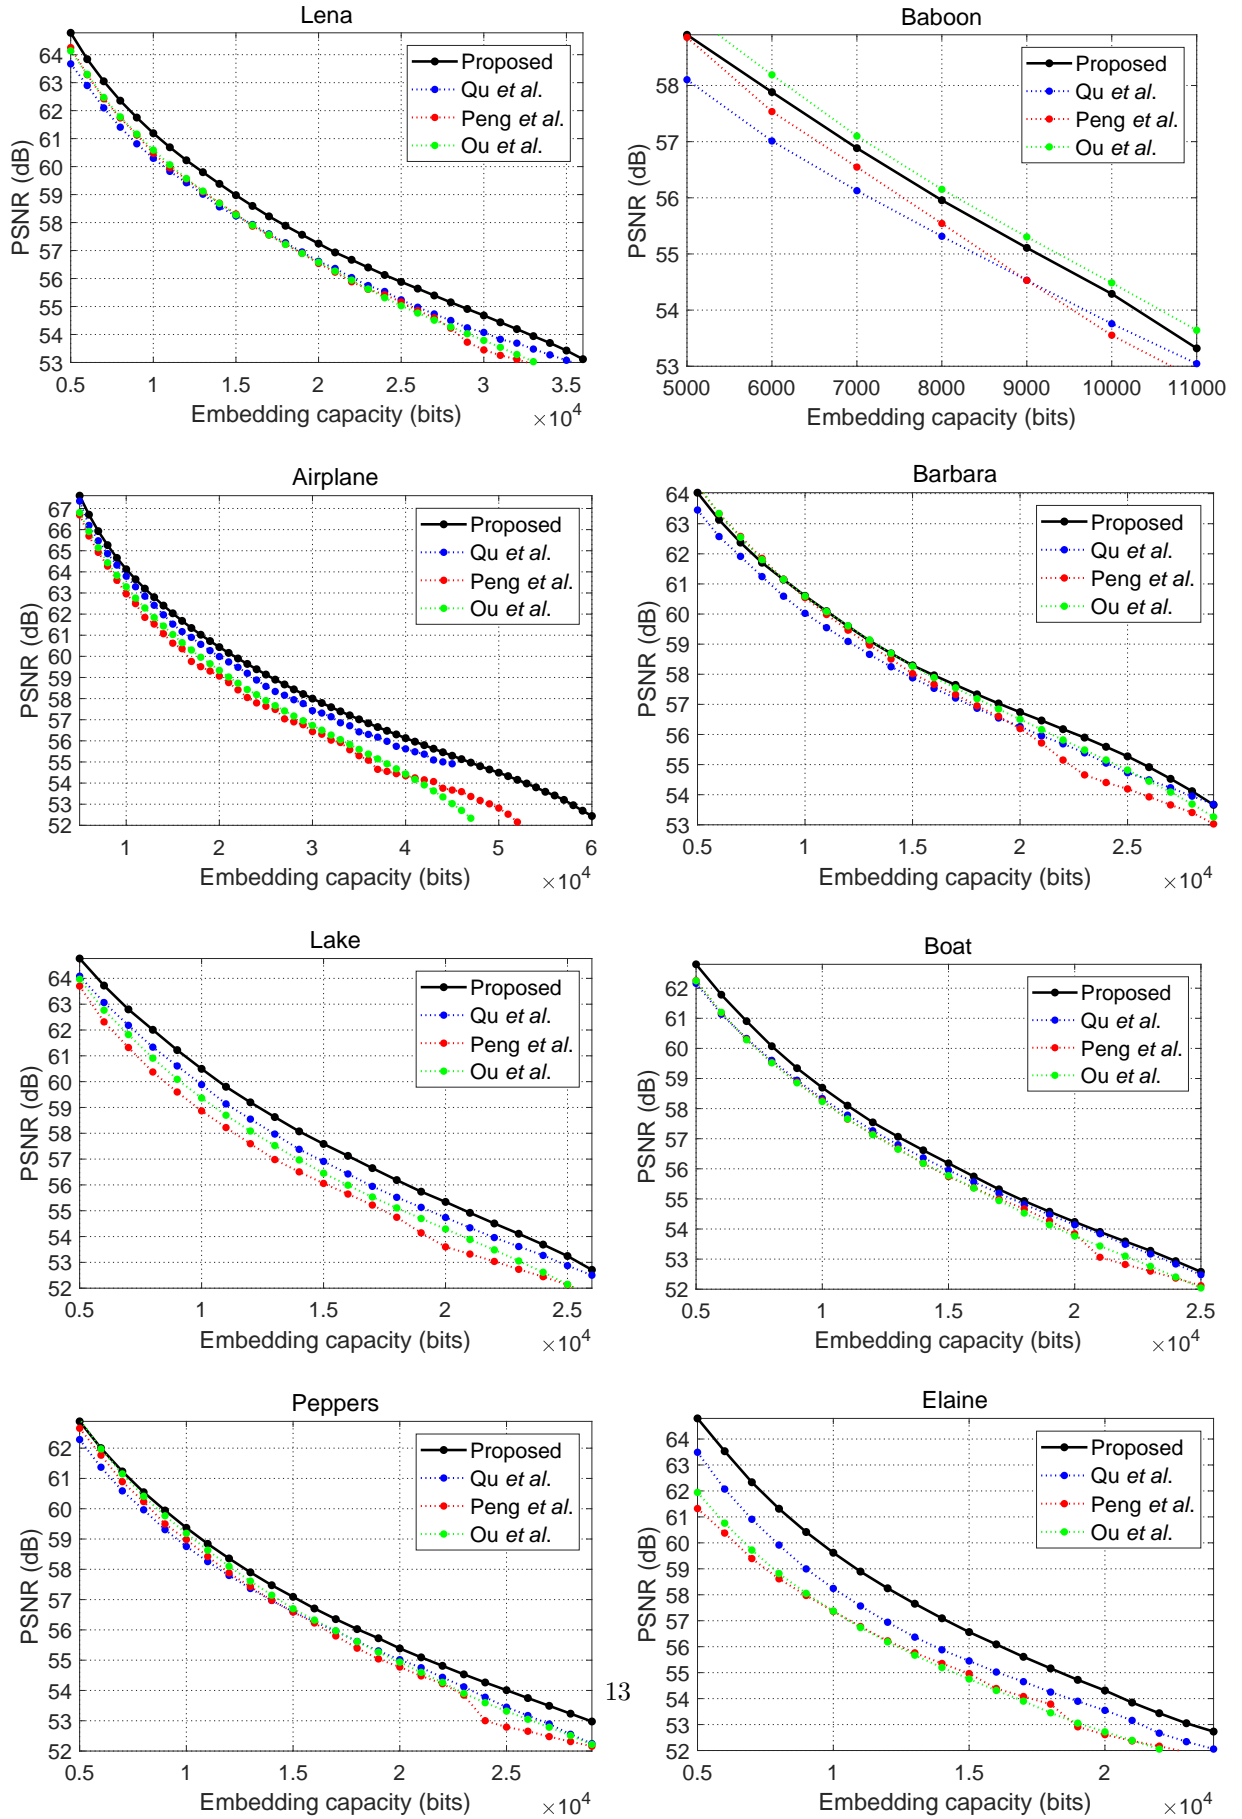 Lena
PSNR (dB)
64
63
62
61
60
59
58
57
56
55
54
53
Proposed
Qu et al.
Peng et al.
Ou et al.
0.5 1 1.5 2 2.5 3 3.5
Embedding capacity (bits)
×10^4
Baboon
PSNR (dB)
58
57
56
55
54
53
Proposed
Qu et al.
Peng et al.
Ou et al.
5000 6000 7000 8000 9000 10000 11000
Embedding capacity (bits)
Airplane
PSNR (dB)
67
66
65
64
63
62
61
60
59
58
57
56
55
54
53
52
Proposed
Qu et al.
Peng et al.
Ou et al.
1 2 3 4 5 6
Embedding capacity (bits)
×10^4
Barbara
PSNR (dB)
64
63
62
61
60
59
58
57
56
55
54
53
Proposed
Qu et al.
Peng et al.
Ou et al.
0.5 1 1.5 2 2.5
Embedding capacity (bits)
×10^4
Lake
PSNR (dB)
64
63
62
61
60
59
58
57
56
55
54
53
52
Proposed
Qu et al.
Peng et al.
Ou et al.
0.5 1 1.5 2 2.5
Embedding capacity (bits)
×10^4
Boat
PSNR (dB)
62
61
60
59
58
57
56
55
54
53
52
Proposed
Qu et al.
Peng et al.
Ou et al.
0.5 1 1.5 2 2.5
Embedding capacity (bits)
×10^4
Peppers
PSNR (dB)
62
61
60
59
58
57
56
55
54
53
52
Proposed
Qu et al.
Peng et al.
Ou et al.
0.5 1 1.5 2 2.5
Embedding capacity (bits)
×10^4
Elaine
PSNR (dB)
64
63
62
61
60
59
58
57
56
55
54
53
52
Proposed
Qu et al.
Peng et al.
Ou et al.
0.5 1 1.5 2
Embedding capacity (bits)
×10^4
13